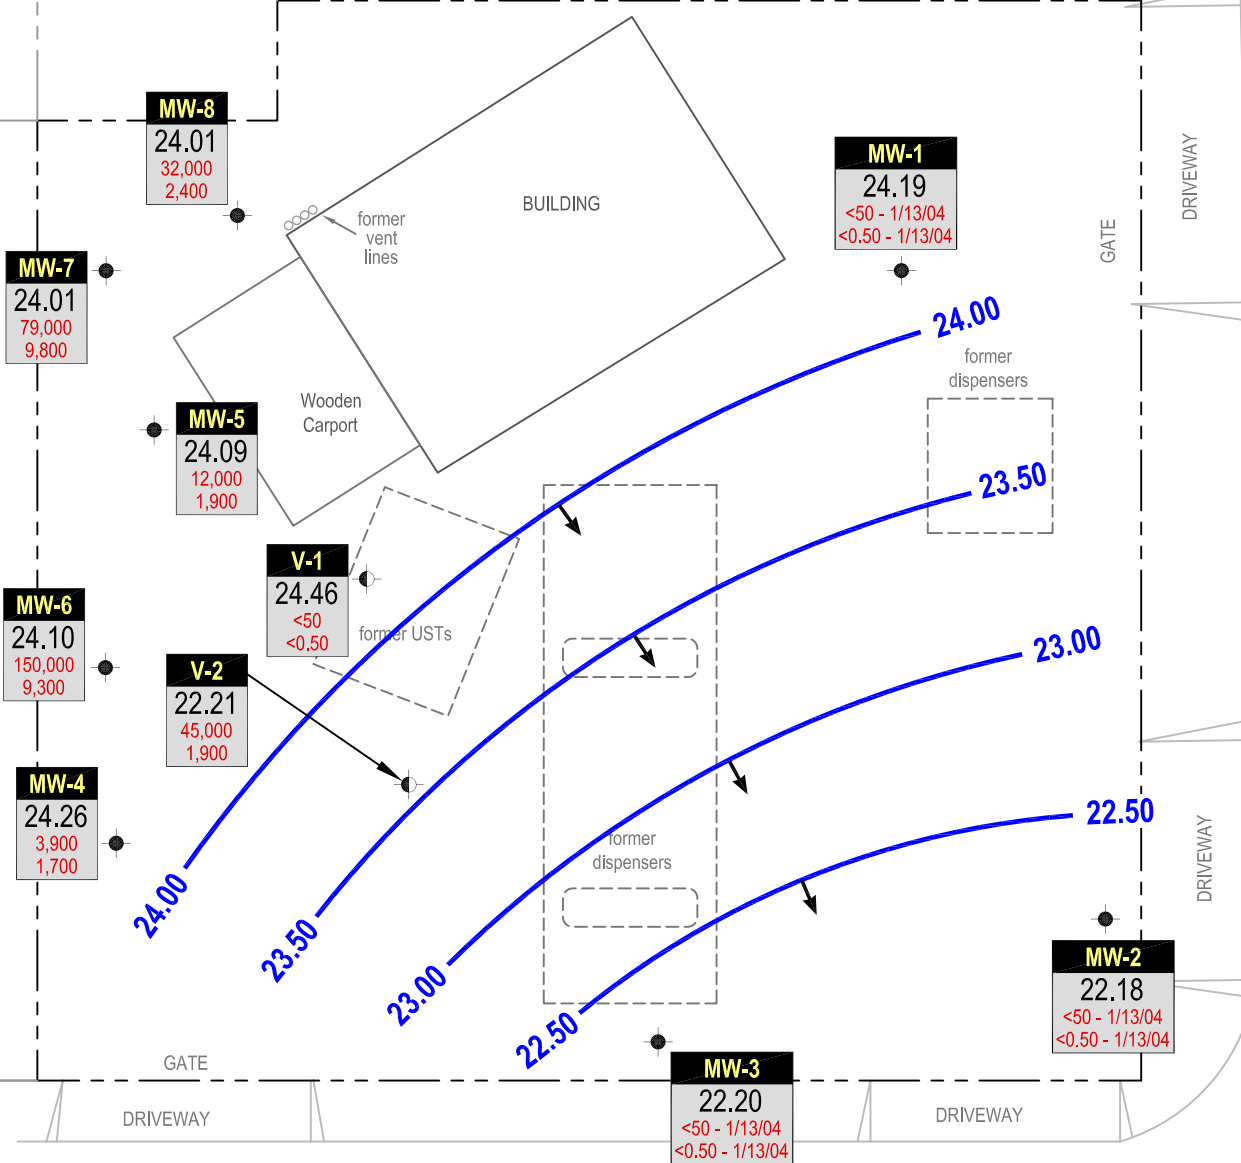 MW-8
24.01
32,000
2,400
MW-1
24.19
<50 - 1/13/04
<0.50 - 1/13/04
DRIVEWAY
GATE
BUILDING
former
vent
lines
MW-7
24.01
79,000
9,800
24.00
former
dispensers
Wooden
Carport
MW-5
24.09
12,000
1,900
23.50
V-1
24.46
<50
<0.50
former USTs
MW-6
24.10
150,000
9,300
V-2
22.21
45,000
1,900
23.00
MW-4
24.26
3,900
1,700
22.50
former
dispensers
DRIVEWAY
24.00
23.50
23.00
22.50
MW-2
22.18
<50 - 1/13/04
<0.50 - 1/13/04
GATE
MW-3
22.20
<50 - 1/13/04
<0.50 - 1/13/04
DRIVEWAY
DRIVEWAY